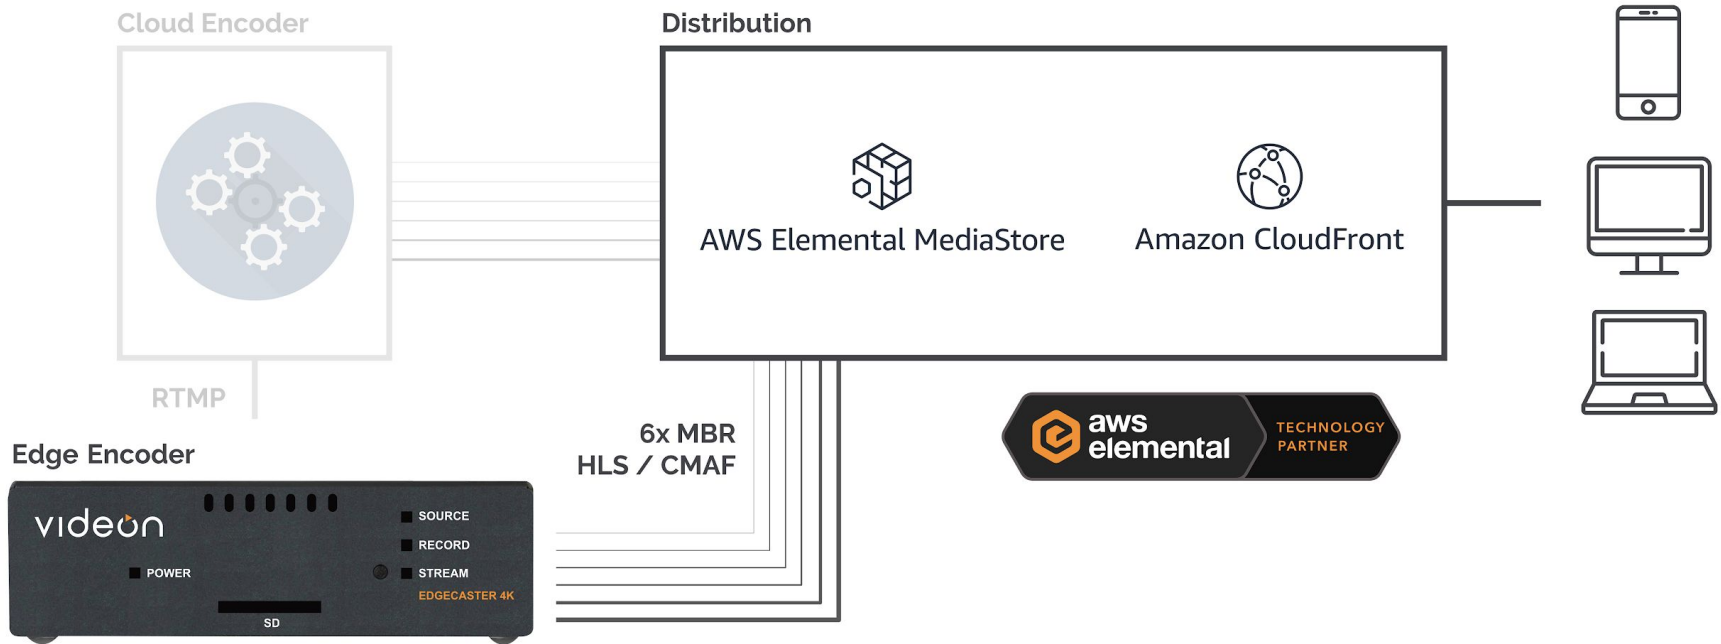 Cloud Encoder
Distribution
AWS Elemental MediaStore
Amazon CloudFront
RTMP
6x MBR
HLS / CMAF
aws
elemental
TECHNOLOGY
PARTNER
Edge Encoder
videon
SOURCE
RECORD
POWER
STREAM
EDGECASTER 4K
SD